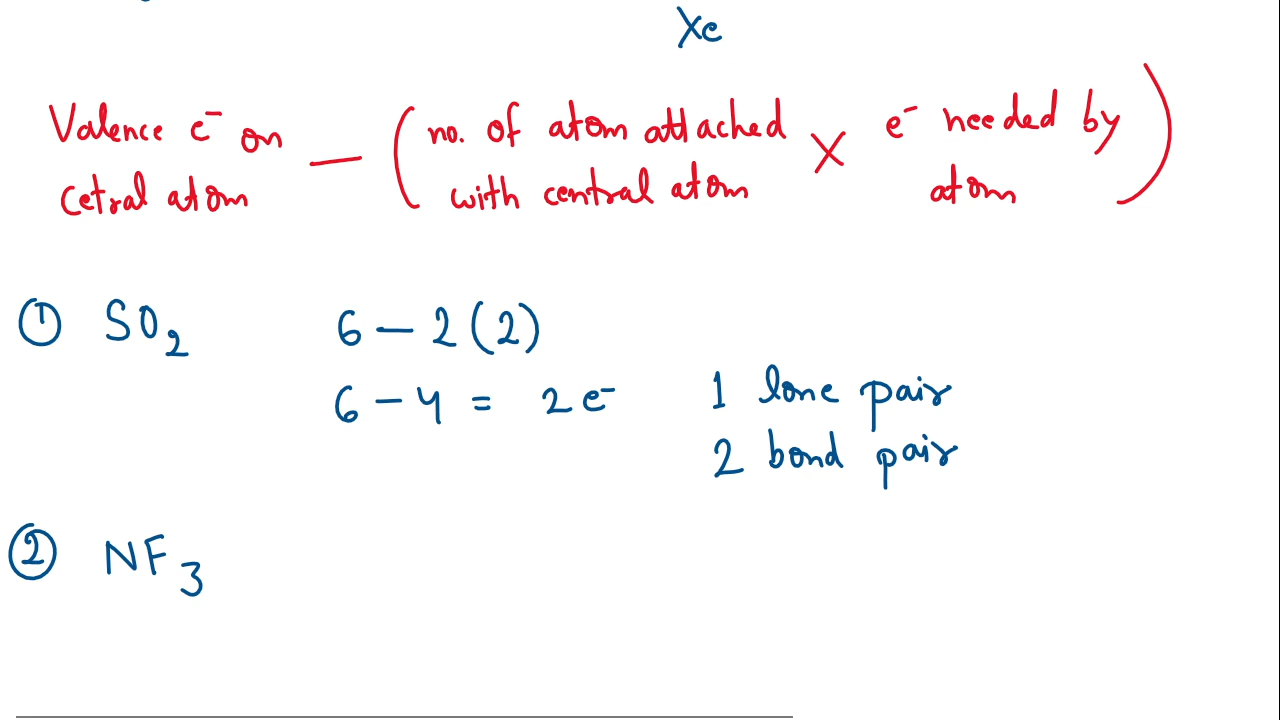 Xe
Valence e⁻ on
cetral atom
— (no. of atom attached
with central atom × e⁻ needed by
atom)
① SO₂ 6 – 2(2)
6 – 4 = 2e⁻ 1 lone pair
2 bond pair
② NF₃